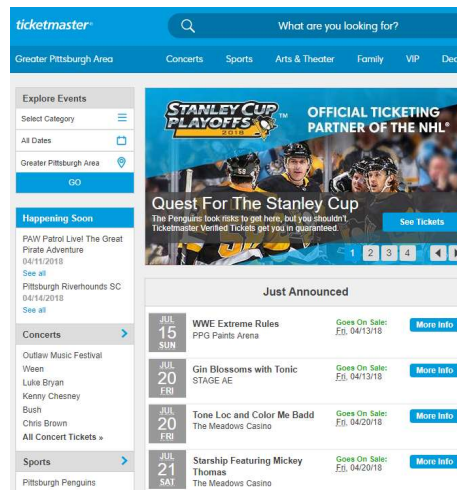 ticketmaster®
What are you looking for?
Greater Pittsburgh Area
Concerts Sports Arts & Theater Family VIP
Explore Events
Select Category
All Dates
Greater Pittsburgh Area
GO
Happening Soon
PAW Patrol Live! The Great
Pirate Adventure
04/11/2018
See all
Pittsburgh Riverhounds SC
04/14/2018
See all
Concerts
Outlaw Music Festival
Ween
Luke Bryan
Kenny Chesney
Bush
Chris Brown
All Concert Tickets »
Sports
Pittsburgh Penguins
STANLEY CUP
PLAYOFFS™
2018
OFFICIAL TICKETING
PARTNER OF THE NHL®
58
Quest For The Stanley Cup
The Penguins took risks to get here, but you shouldn't.
Ticketmaster Verified Tickets get you in guaranteed.
See Tickets
1 2 3 4
Just Announced
JUL
15
SUN
WWE Extreme Rules
PPG Paints Arena
Goes On Sale:
Fri, 04/13/18
More Info
JUL
20
FRI
Gin Blossoms with Tonic
STAGE AE
Goes On Sale:
Fri, 04/13/18
More Info
JUL
20
FRI
Tone Loc and Color Me Badd
The Meadows Casino
Goes On Sale:
Fri, 04/20/18
More Info
JUL
21
SAT
Starship Featuring Mickey
Thomas
The Meadows Casino
Goes On Sale:
Fri, 04/20/18
More Info